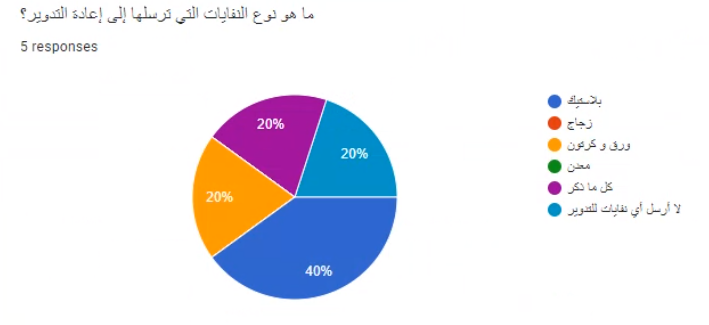 ما هو نوع النفايات التي ترسلها إلى إعادة التدوير؟
5 responses
20%
20%
20%
40%
بلاستيك
زجاج
ورق و كرتون
معدن
كل ما ذكر
لا أرسل أي نفايات للتدوير